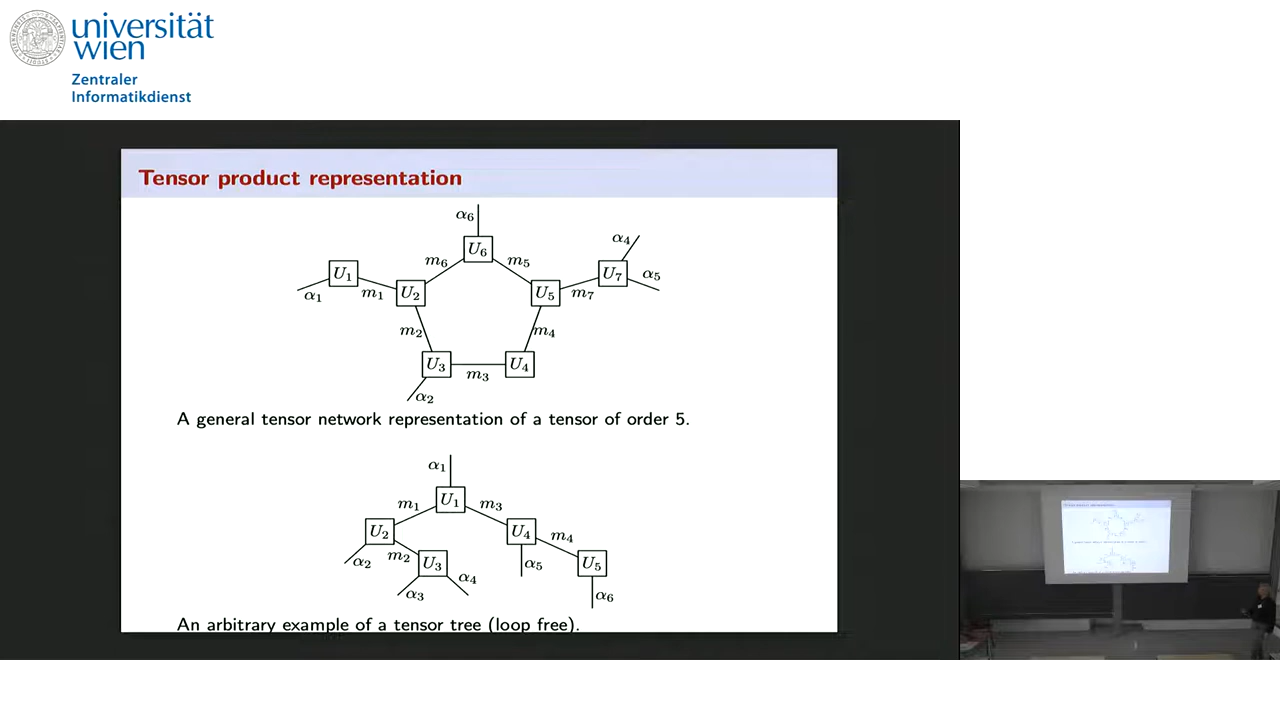 universität
wien
Zentraler
Informatikdienst
Tensor product representation
α₆
α₄
U₆
m₆ m₅
U₁ U₇ α₅
α₁ m₁ U₂ U₅ m₇
m₂ m₄
U₃ U₄
m₃
α₂
A general tensor network representation of a tensor of order 5.
α₁
U₁
m₁ m₃
U₂ U₄ m₄
α₂ m₂ U₃ α₅ U₅
α₄
α₃ α₆
An arbitrary example of a tensor tree (loop free).